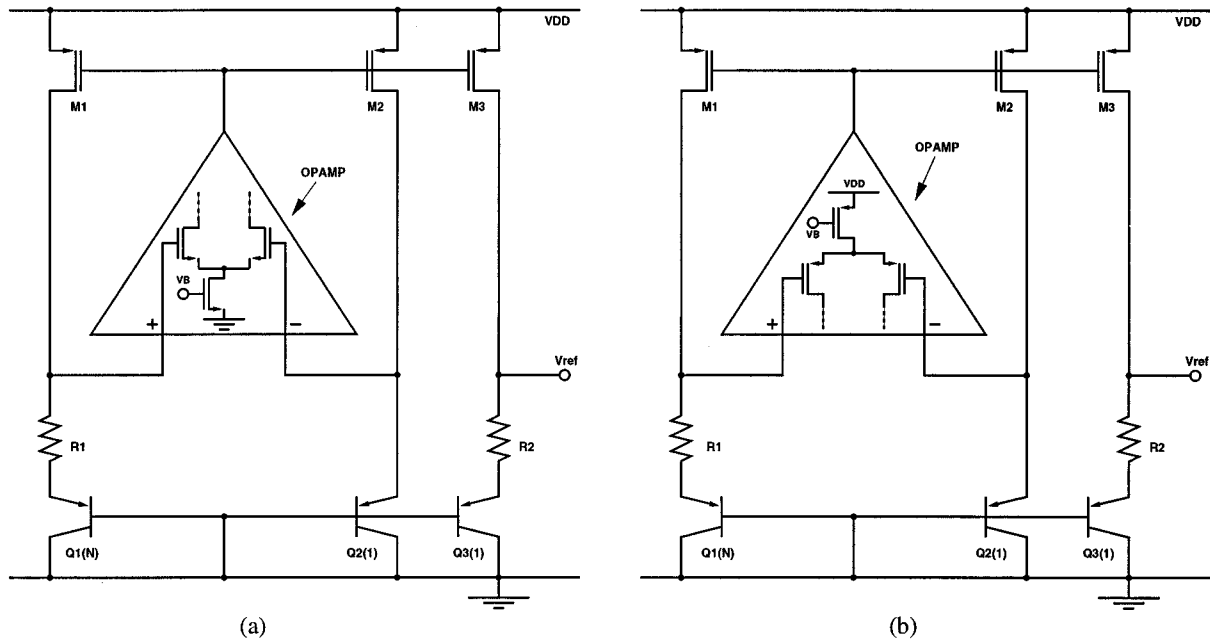 VDD
M1
M2
M3
OPAMP
VB
+
−
Vref
R1
R2
Q1(N)
Q2(1)
Q3(1)
(a)
VDD
M1
M2
M3
OPAMP
VDD
VB
+
−
Vref
R1
R2
Q1(N)
Q2(1)
Q3(1)
(b)